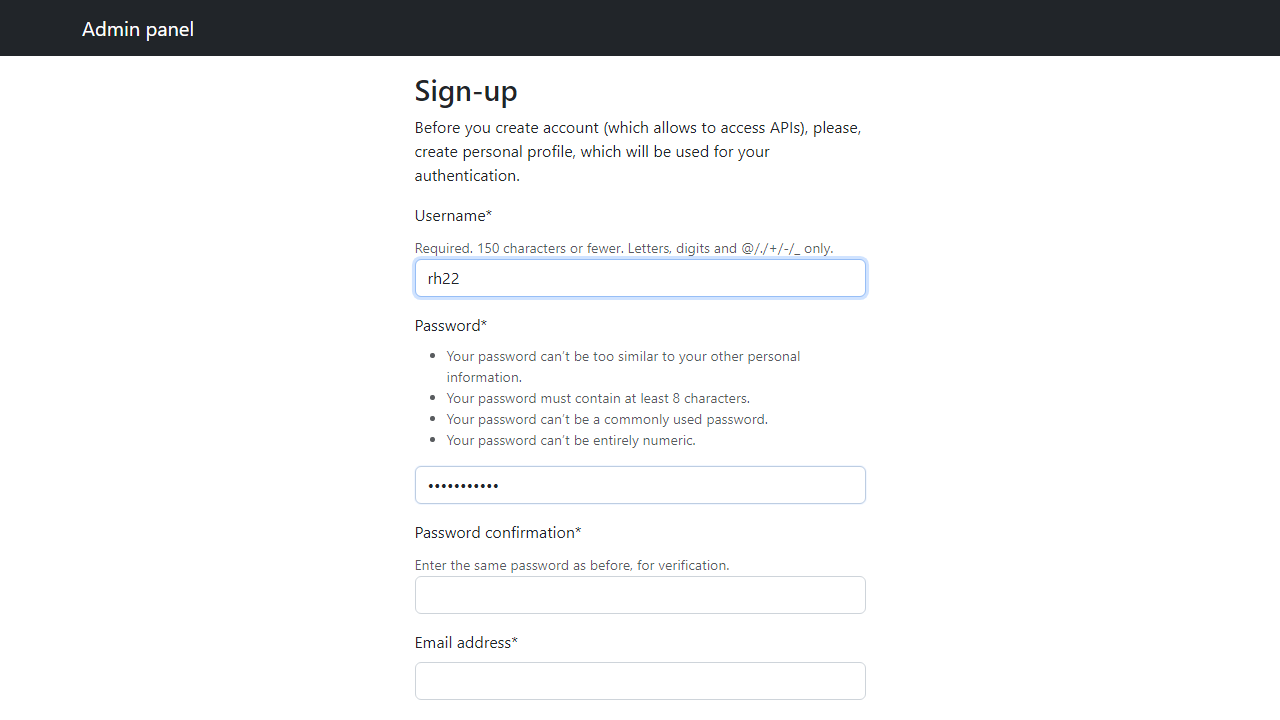 Admin panel
Sign-up
Before you create account (which allows to access APIs), please,
create personal profile, which will be used for your
authentication.
Username*
Required. 150 characters or fewer. Letters, digits and @/./+/-/_ only.
rh22
Password*
• Your password can't be too similar to your other personal
information.
• Your password must contain at least 8 characters.
• Your password can't be a commonly used password.
• Your password can't be entirely numeric.
•••••••••••
Password confirmation*
Enter the same password as before, for verification.
Email address*